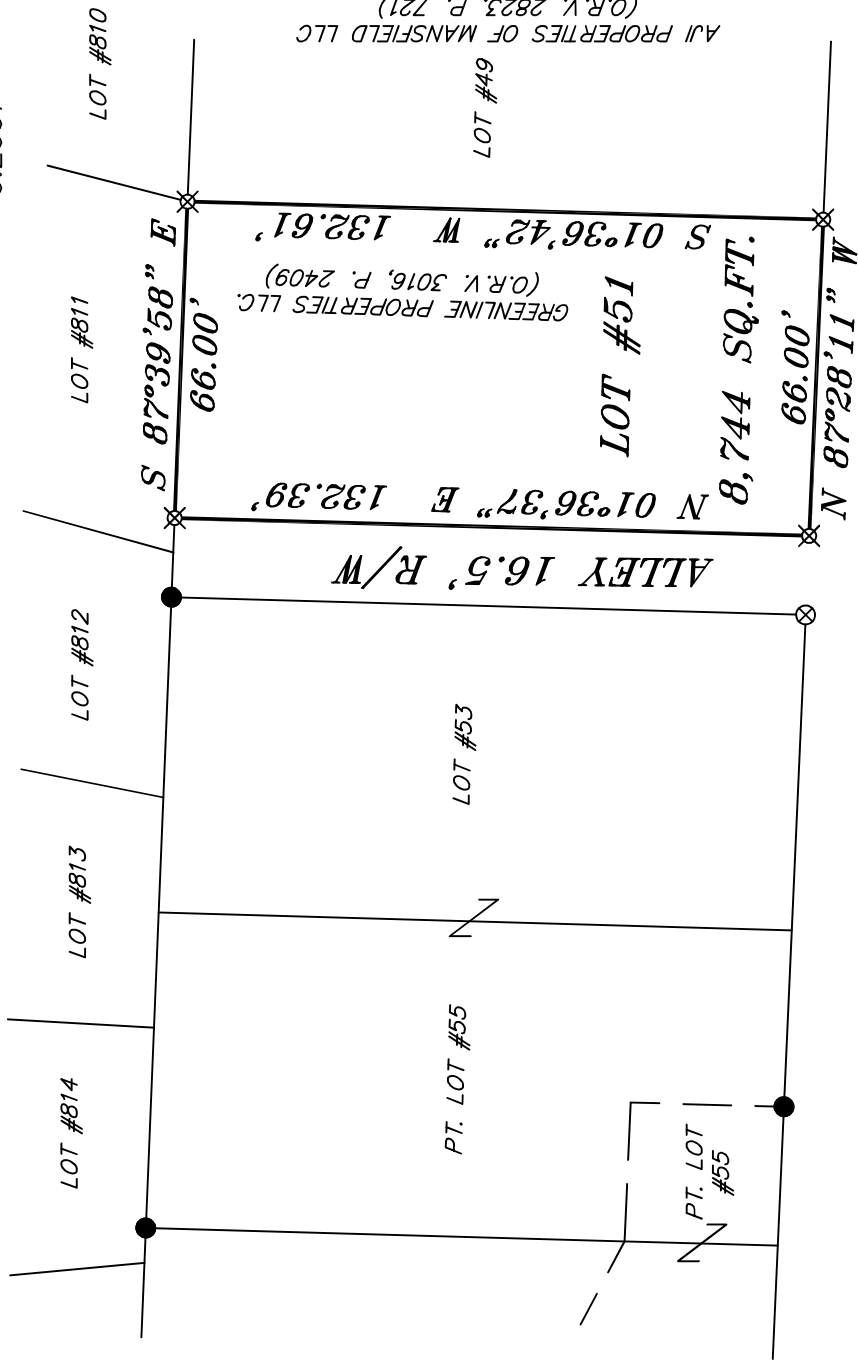 LOT #810
(O.R.V. 2823, P. 721)
AJI PROPERTIES OF MANSFIELD LLC
LOT #49
LOT #811
S 87°39'58" E
66.00'
S 01°36'42" W 132.61'
GREENLINE PROPERTIES LLC.
(O.R.V. 3016, P. 2409)
LOT #51
8,744 SQ.FT.
66.00'
N 87°28'11" W
N 01°36'37" E 132.39'
ALLEY 16.5' R/W
LOT #812
LOT #53
LOT #813
PT. LOT #55
LOT #814
PT. LOT
#55